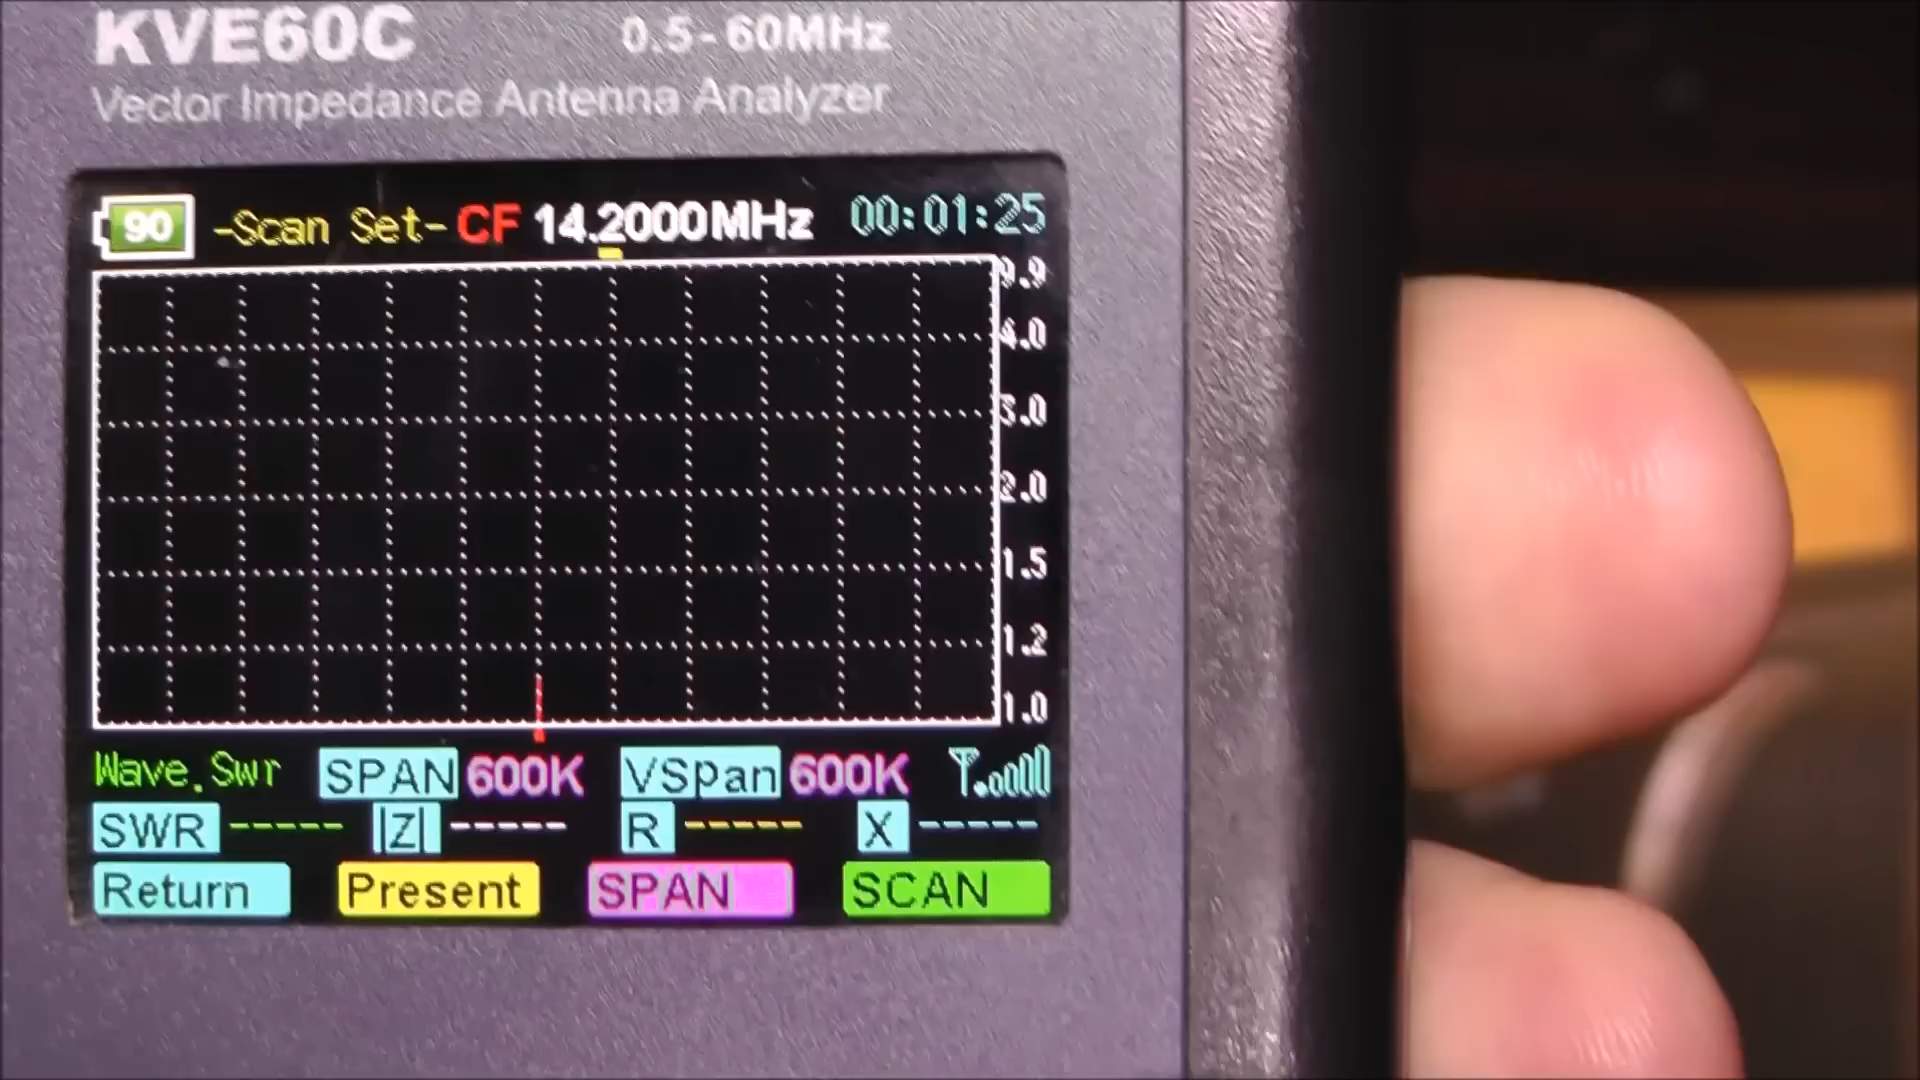 KVE60C 0.5-60MHz
Vector Impedance Antenna Analyzer
90 -Scan Set- CF 14.2000MHz 00:01:25
9.9
4.0
3.0
2.0
1.5
1.2
1.0
Wave.Swr SPAN 600K VSpan 600K
SWR ----- |Z| ----- R ----- X -----
Return Present SPAN SCAN